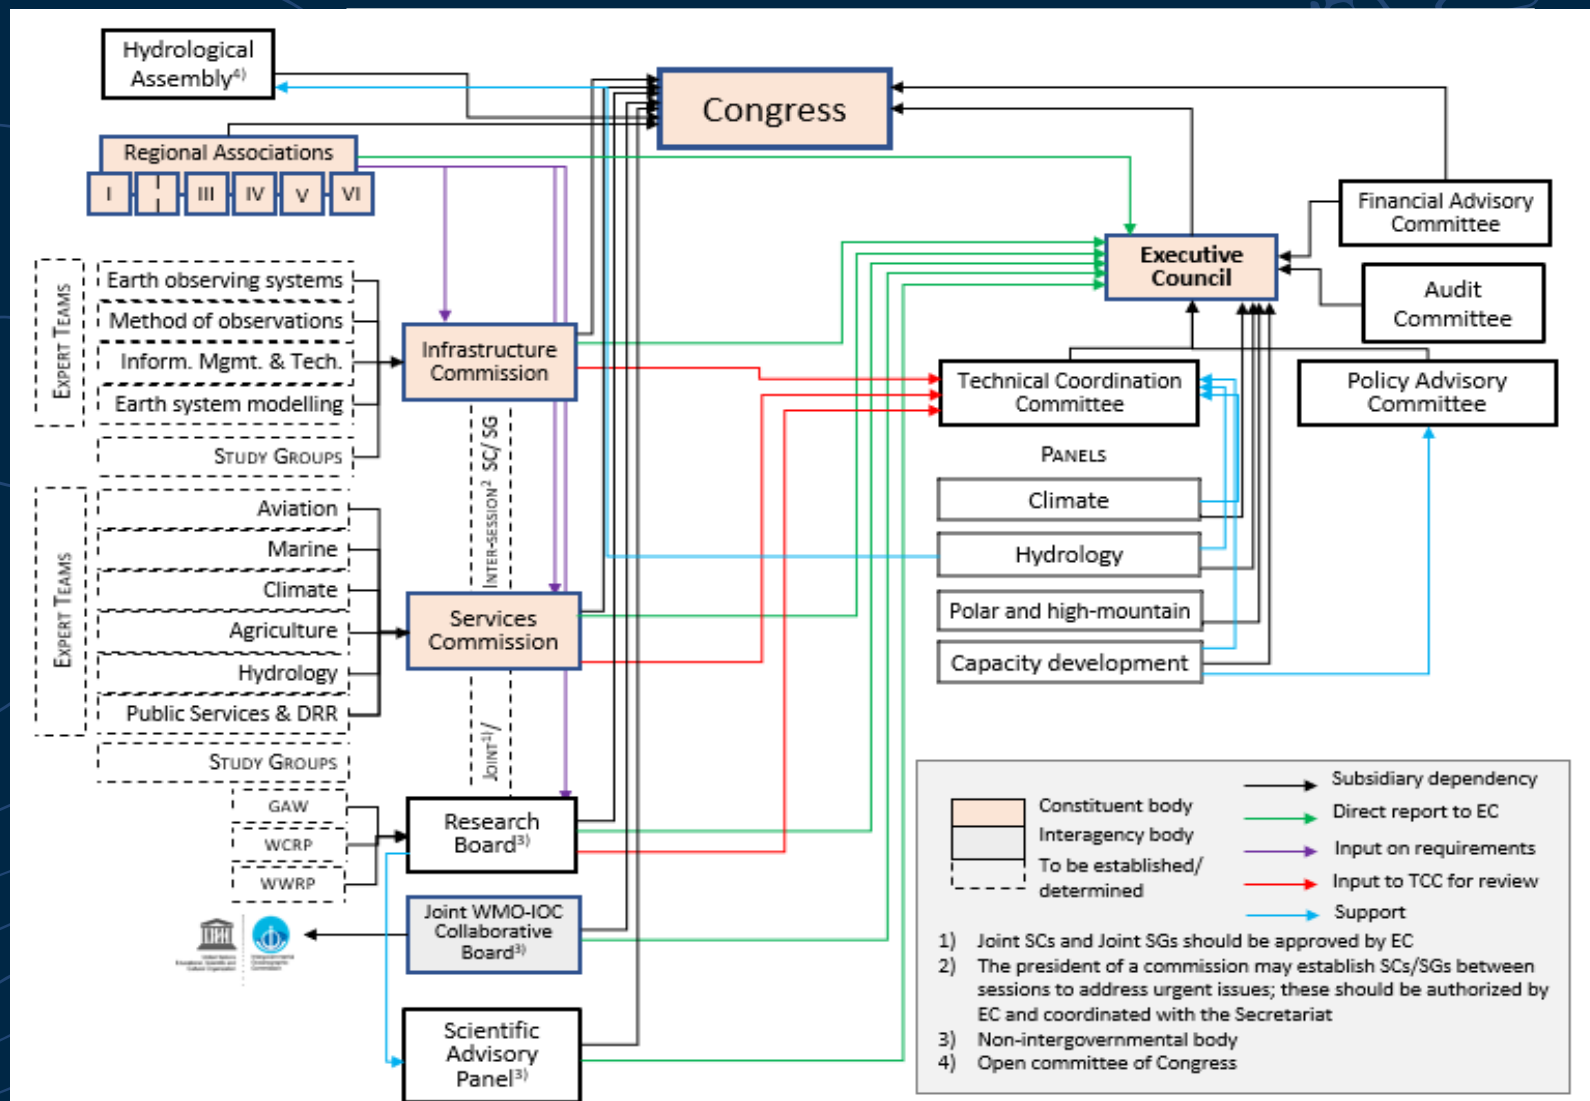 Hydrological
Assembly4)
Congress
Regional Associations
I
III
IV
V
VI
Financial Advisory
Committee
Executive
Council
Audit
Committee
EXPERT TEAMS
Earth observing systems
Method of observations
Inform. Mgmt. & Tech.
Earth system modelling
STUDY GROUPS
Infrastructure
Commission
Technical Coordination
Committee
Policy Advisory
Committee
JOINT1)/ INTER-SESSION2 SC/ SG
PANELS
Climate
Hydrology
Polar and high-mountain
Capacity development
EXPERT TEAMS
Aviation
Marine
Climate
Agriculture
Hydrology
Public Services & DRR
STUDY GROUPS
Services
Commission
GAW
WCRP
WWRP
Research
Board3)
Joint WMO-IOC
Collaborative
Board3)
Scientific
Advisory
Panel3)
Constituent body
Interagency body
To be established/
determined
Subsidiary dependency
Direct report to EC
Input on requirements
Input to TCC for review
Support
1) Joint SCs and Joint SGs should be approved by EC
2) The president of a commission may establish SCs/SGs between
sessions to address urgent issues; these should be authorized by
EC and coordinated with the Secretariat
3) Non-intergovernmental body
4) Open committee of Congress